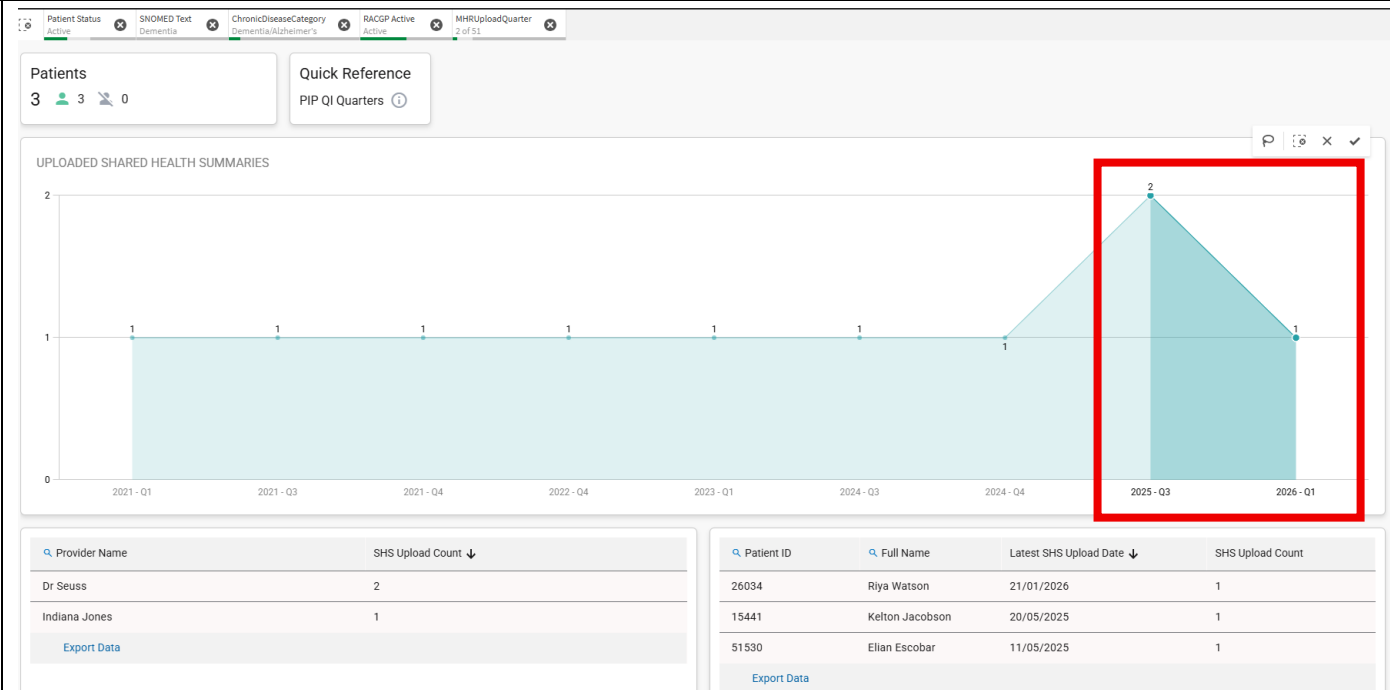 Patient Status
Active
SNOMED Text
Dementia
ChronicDiseaseCategory
Dementia/Alzheimer's
RACGP Active
Active
MHRUploadQuarter
2 of 51
Patients
3 3 0
Quick Reference
PIP QI Quarters
UPLOADED SHARED HEALTH SUMMARIES
2
1
0
1
1
1
1
1
1
1
2
1
2021 - Q1 2021 - Q3 2021 - Q4 2022 - Q4 2023 - Q1 2024 - Q3 2024 - Q4 2025 - Q3 2026 - Q1
Provider Name SHS Upload Count
Dr Seuss 2
Indiana Jones 1
Export Data
Patient ID Full Name Latest SHS Upload Date SHS Upload Count
26034 Riya Watson 21/01/2026 1
15441 Kelton Jacobson 20/05/2025 1
51530 Elian Escobar 11/05/2025 1
Export Data